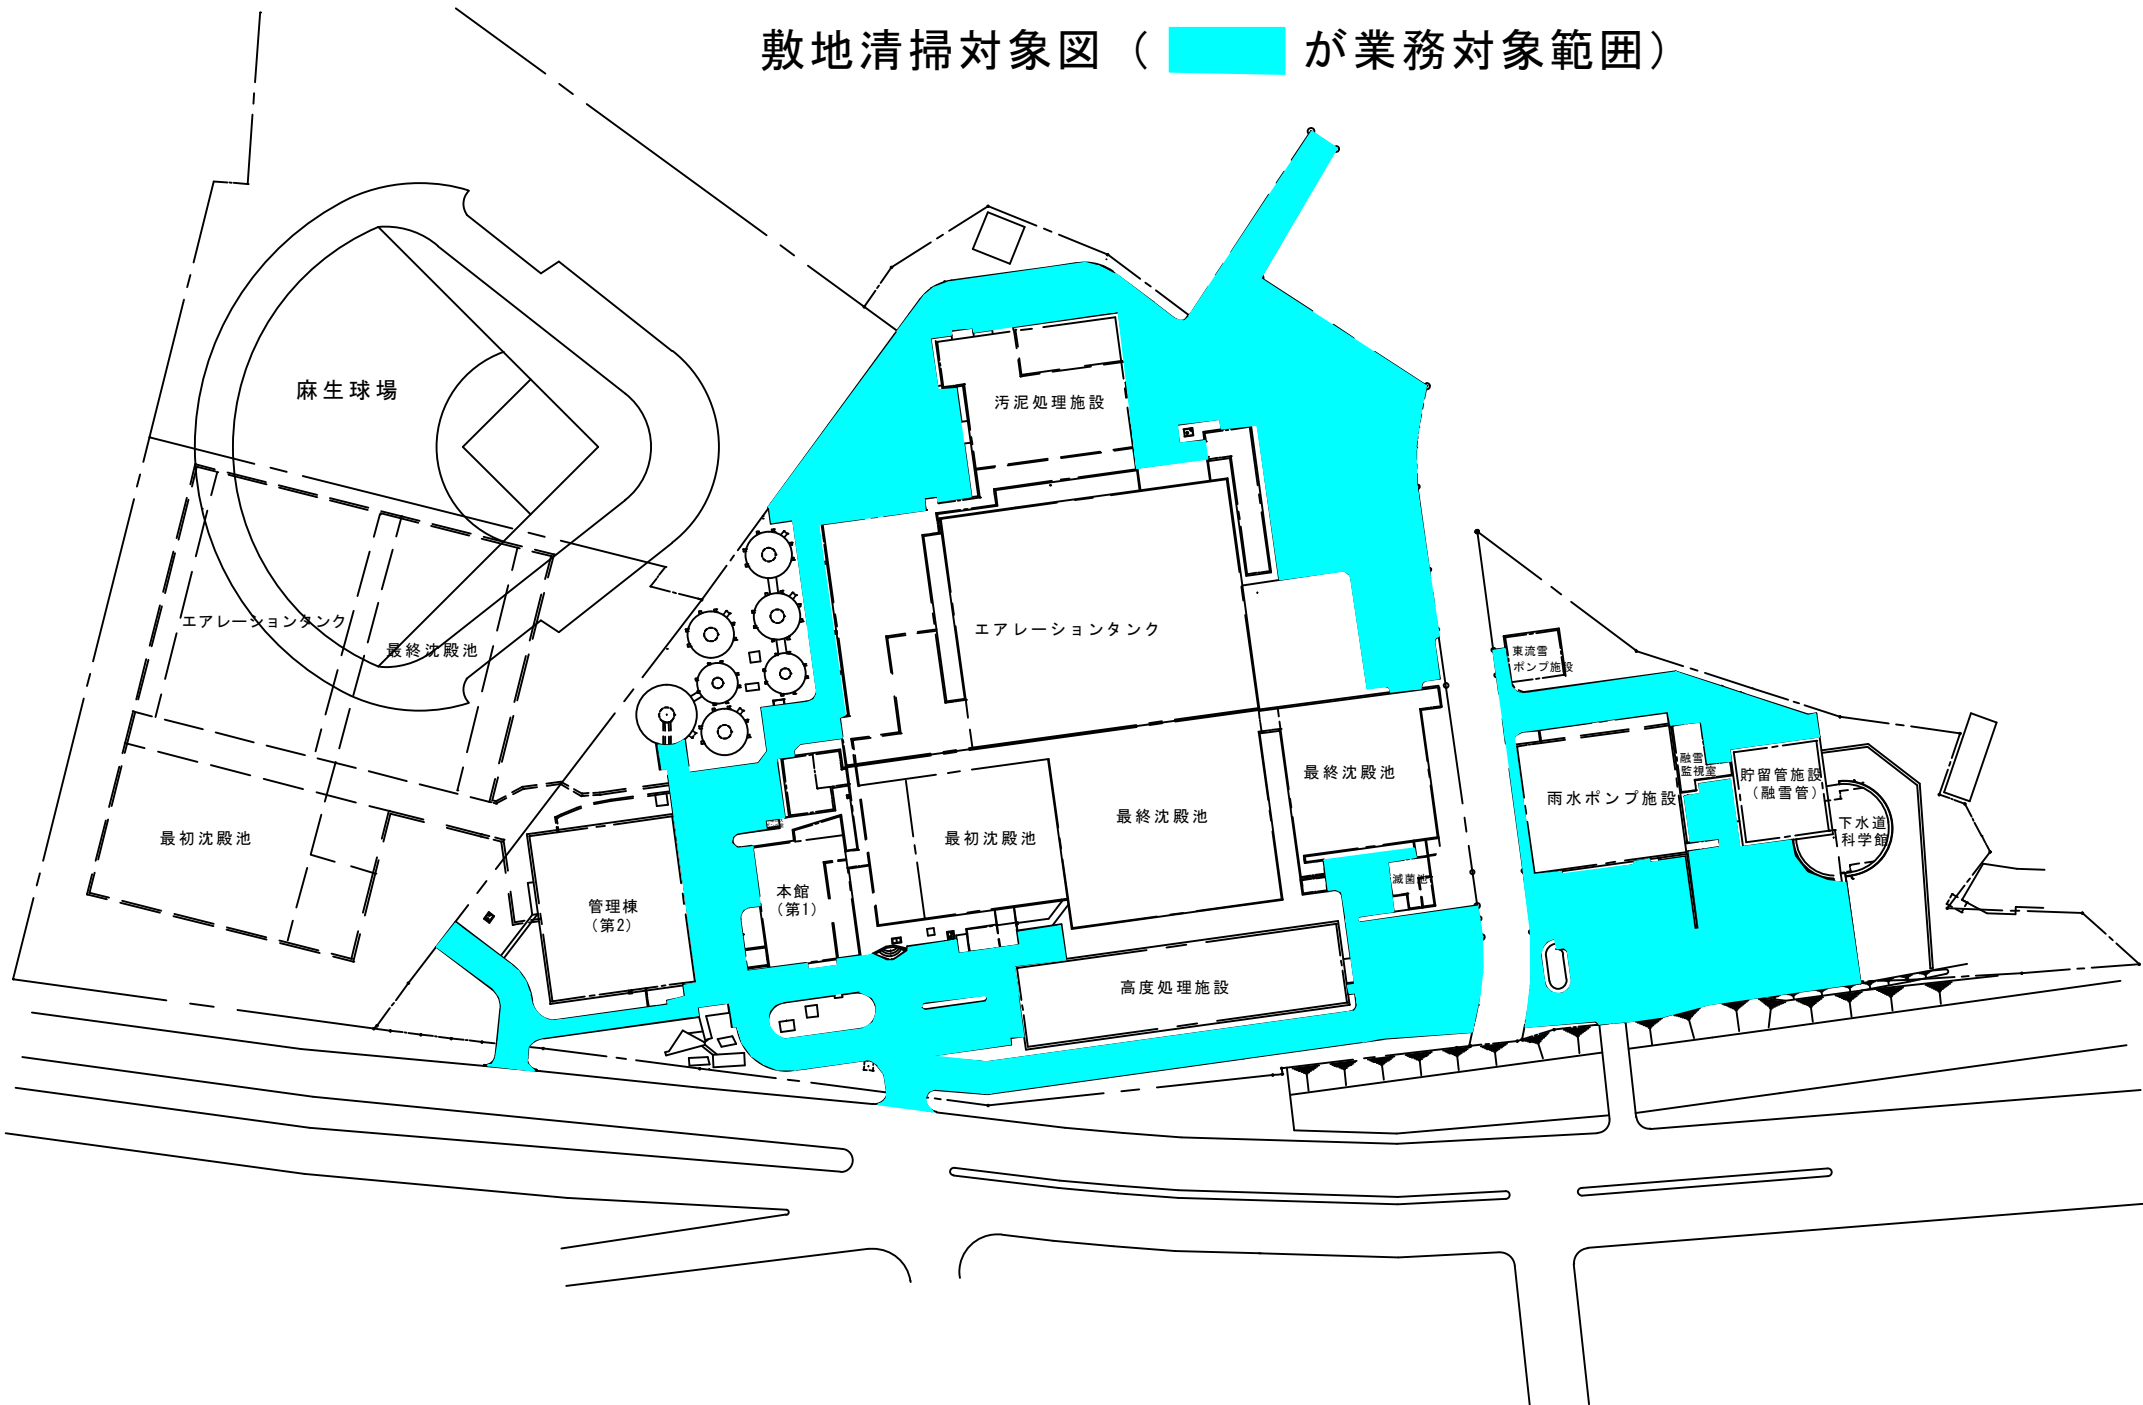 敷地清掃対象図（ が業務対象範囲）
麻生球場
汚泥処理施設
エアレーションタンク
最終沈殿池
エアレーションタンク
東流雪
ポンプ施設
最初沈殿池
最初沈殿池
最終沈殿池
最終沈殿池
雨水ポンプ施設
融雪
監視室
貯留管施設
（融雪管）
下水道
科学館
管理棟
（第2）
本館
（第1）
滅菌池
高度処理施設